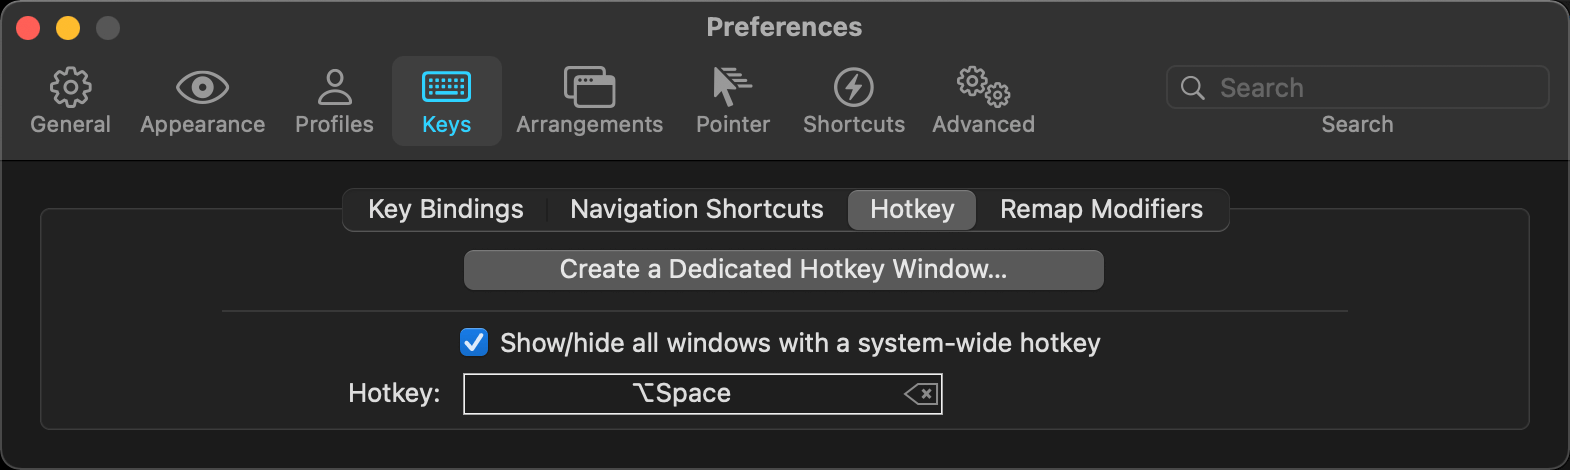 Preferences
General Appearance Profiles Keys Arrangements Pointer Shortcuts Advanced Search
Search
Key Bindings Navigation Shortcuts Hotkey Remap Modifiers
Create a Dedicated Hotkey Window...
Show/hide all windows with a system-wide hotkey
Hotkey: ⌥Space